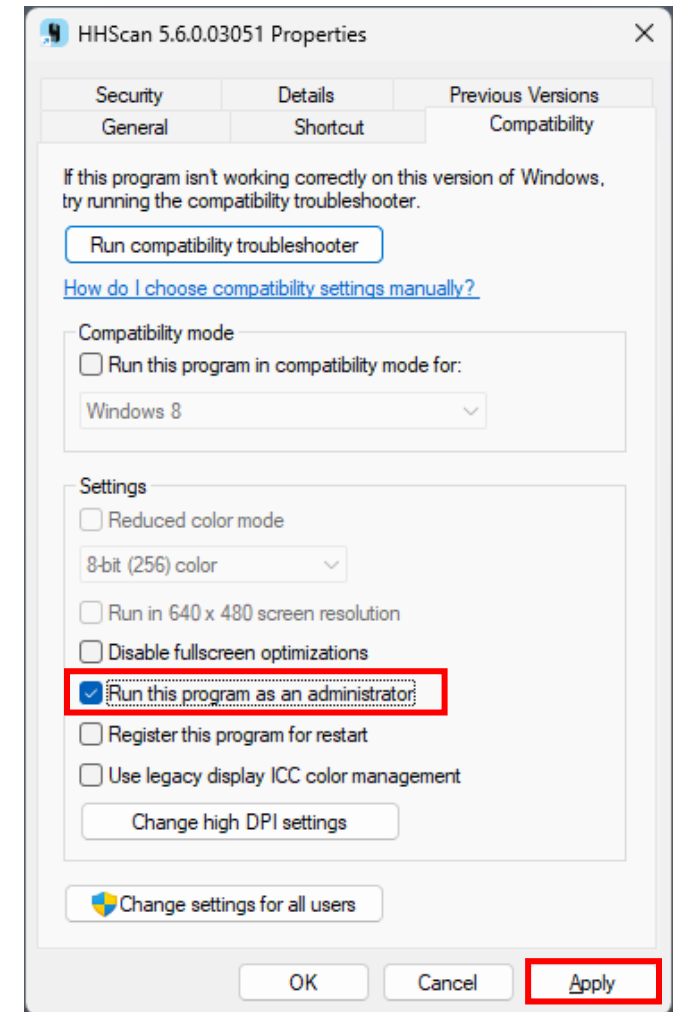 HHScan 5.6.0.03051 Properties
Security Details Previous Versions
General Shortcut Compatibility
If this program isn't working correctly on this version of Windows,
try running the compatibility troubleshooter.
Run compatibility troubleshooter
How do I choose compatibility settings manually?
Compatibility mode
Run this program in compatibility mode for:
Windows 8
Settings
Reduced color mode
8-bit (256) color
Run in 640 x 480 screen resolution
Disable fullscreen optimizations
Run this program as an administrator
Register this program for restart
Use legacy display ICC color management
Change high DPI settings
Change settings for all users
OK Cancel Apply